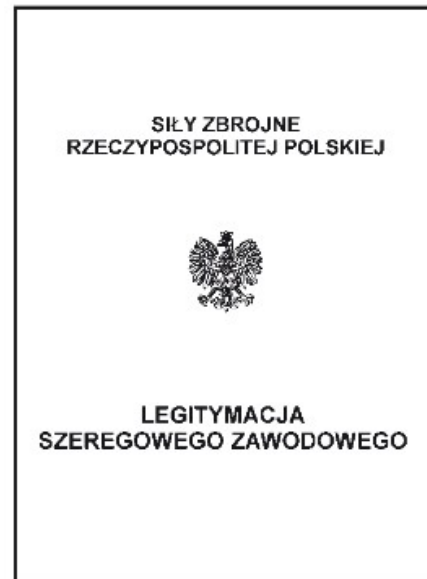 SIŁY ZBROJNE
RZECZYPOSPOLITEJ POLSKIEJ
LEGITYMACJA
SZEREGOWEGO ZAWODOWEGO